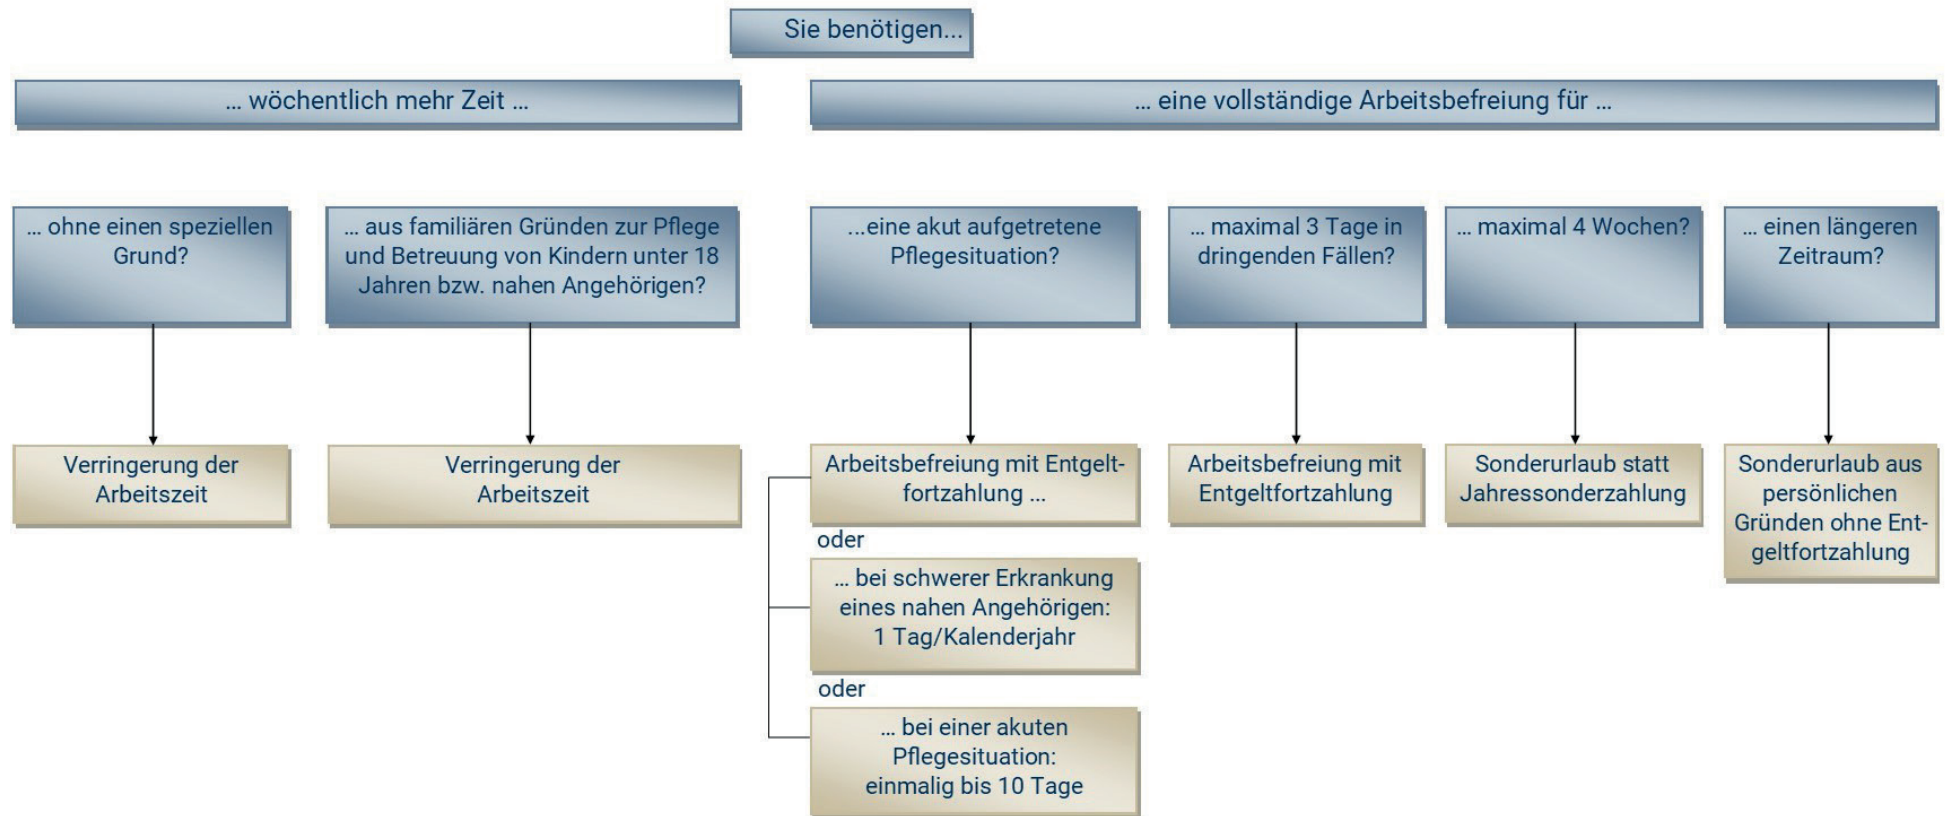 Sie benötigen...
... wöchentlich mehr Zeit ...
... eine vollständige Arbeitsbefreiung für ...
... ohne einen speziellen
Grund?
... aus familiären Gründen zur Pflege
und Betreuung von Kindern unter 18
Jahren bzw. nahen Angehörigen?
...eine akut aufgetretene
Pflegesituation?
... maximal 3 Tage in
dringenden Fällen?
... maximal 4 Wochen?
... einen längeren
Zeitraum?
Verringerung der
Arbeitszeit
Verringerung der
Arbeitszeit
Arbeitsbefreiung mit Entgelt-
fortzahlung ...
oder
... bei schwerer Erkrankung
eines nahen Angehörigen:
1 Tag/Kalenderjahr
oder
... bei einer akuten
Pflegesituation:
einmalig bis 10 Tage
Arbeitsbefreiung mit
Entgeltfortzahlung
Sonderurlaub statt
Jahressonderzahlung
Sonderurlaub aus
persönlichen
Gründen ohne Ent-
geltfortzahlung